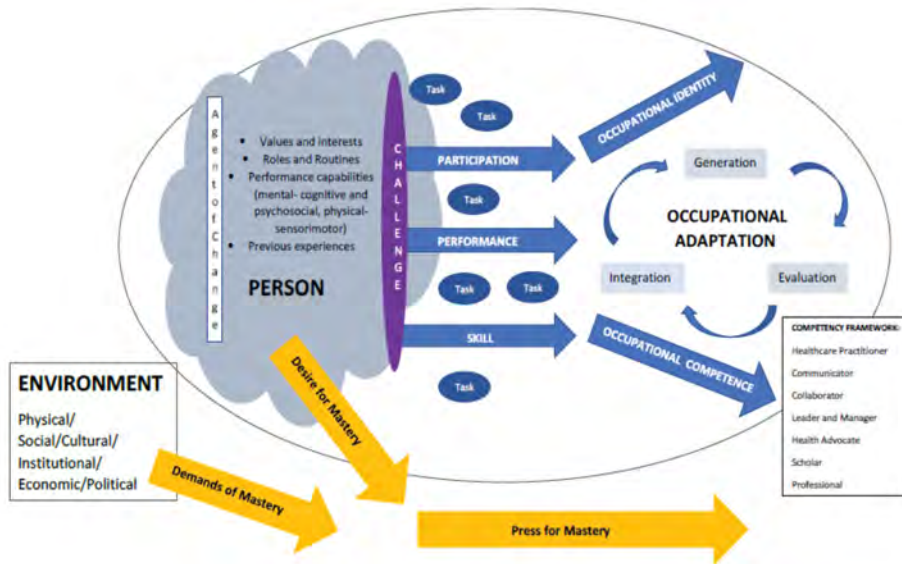 Agent of Change
• Values and interests
• Roles and Routines
• Performance capabilities
(mental- cognitive and
psychosocial, physical-
sensorimotor)
• Previous experiences
PERSON
CHALLENGE
Task
Task
PARTICIPATION
Task
PERFORMANCE
Task
Task
SKILL
Task
OCCUPATIONAL IDENTITY
Generation
OCCUPATIONAL
ADAPTATION
Integration
Evaluation
OCCUPATIONAL COMPETENCE
COMPETENCY FRAMEWORK:
Healthcare Practitioner
Communicator
Collaborator
Leader and Manager
Health Advocate
Scholar
Professional
ENVIRONMENT
Physical/
Social/Cultural/
Institutional/
Economic/Political
Desire for Mastery
Demands of Mastery
Press for Mastery